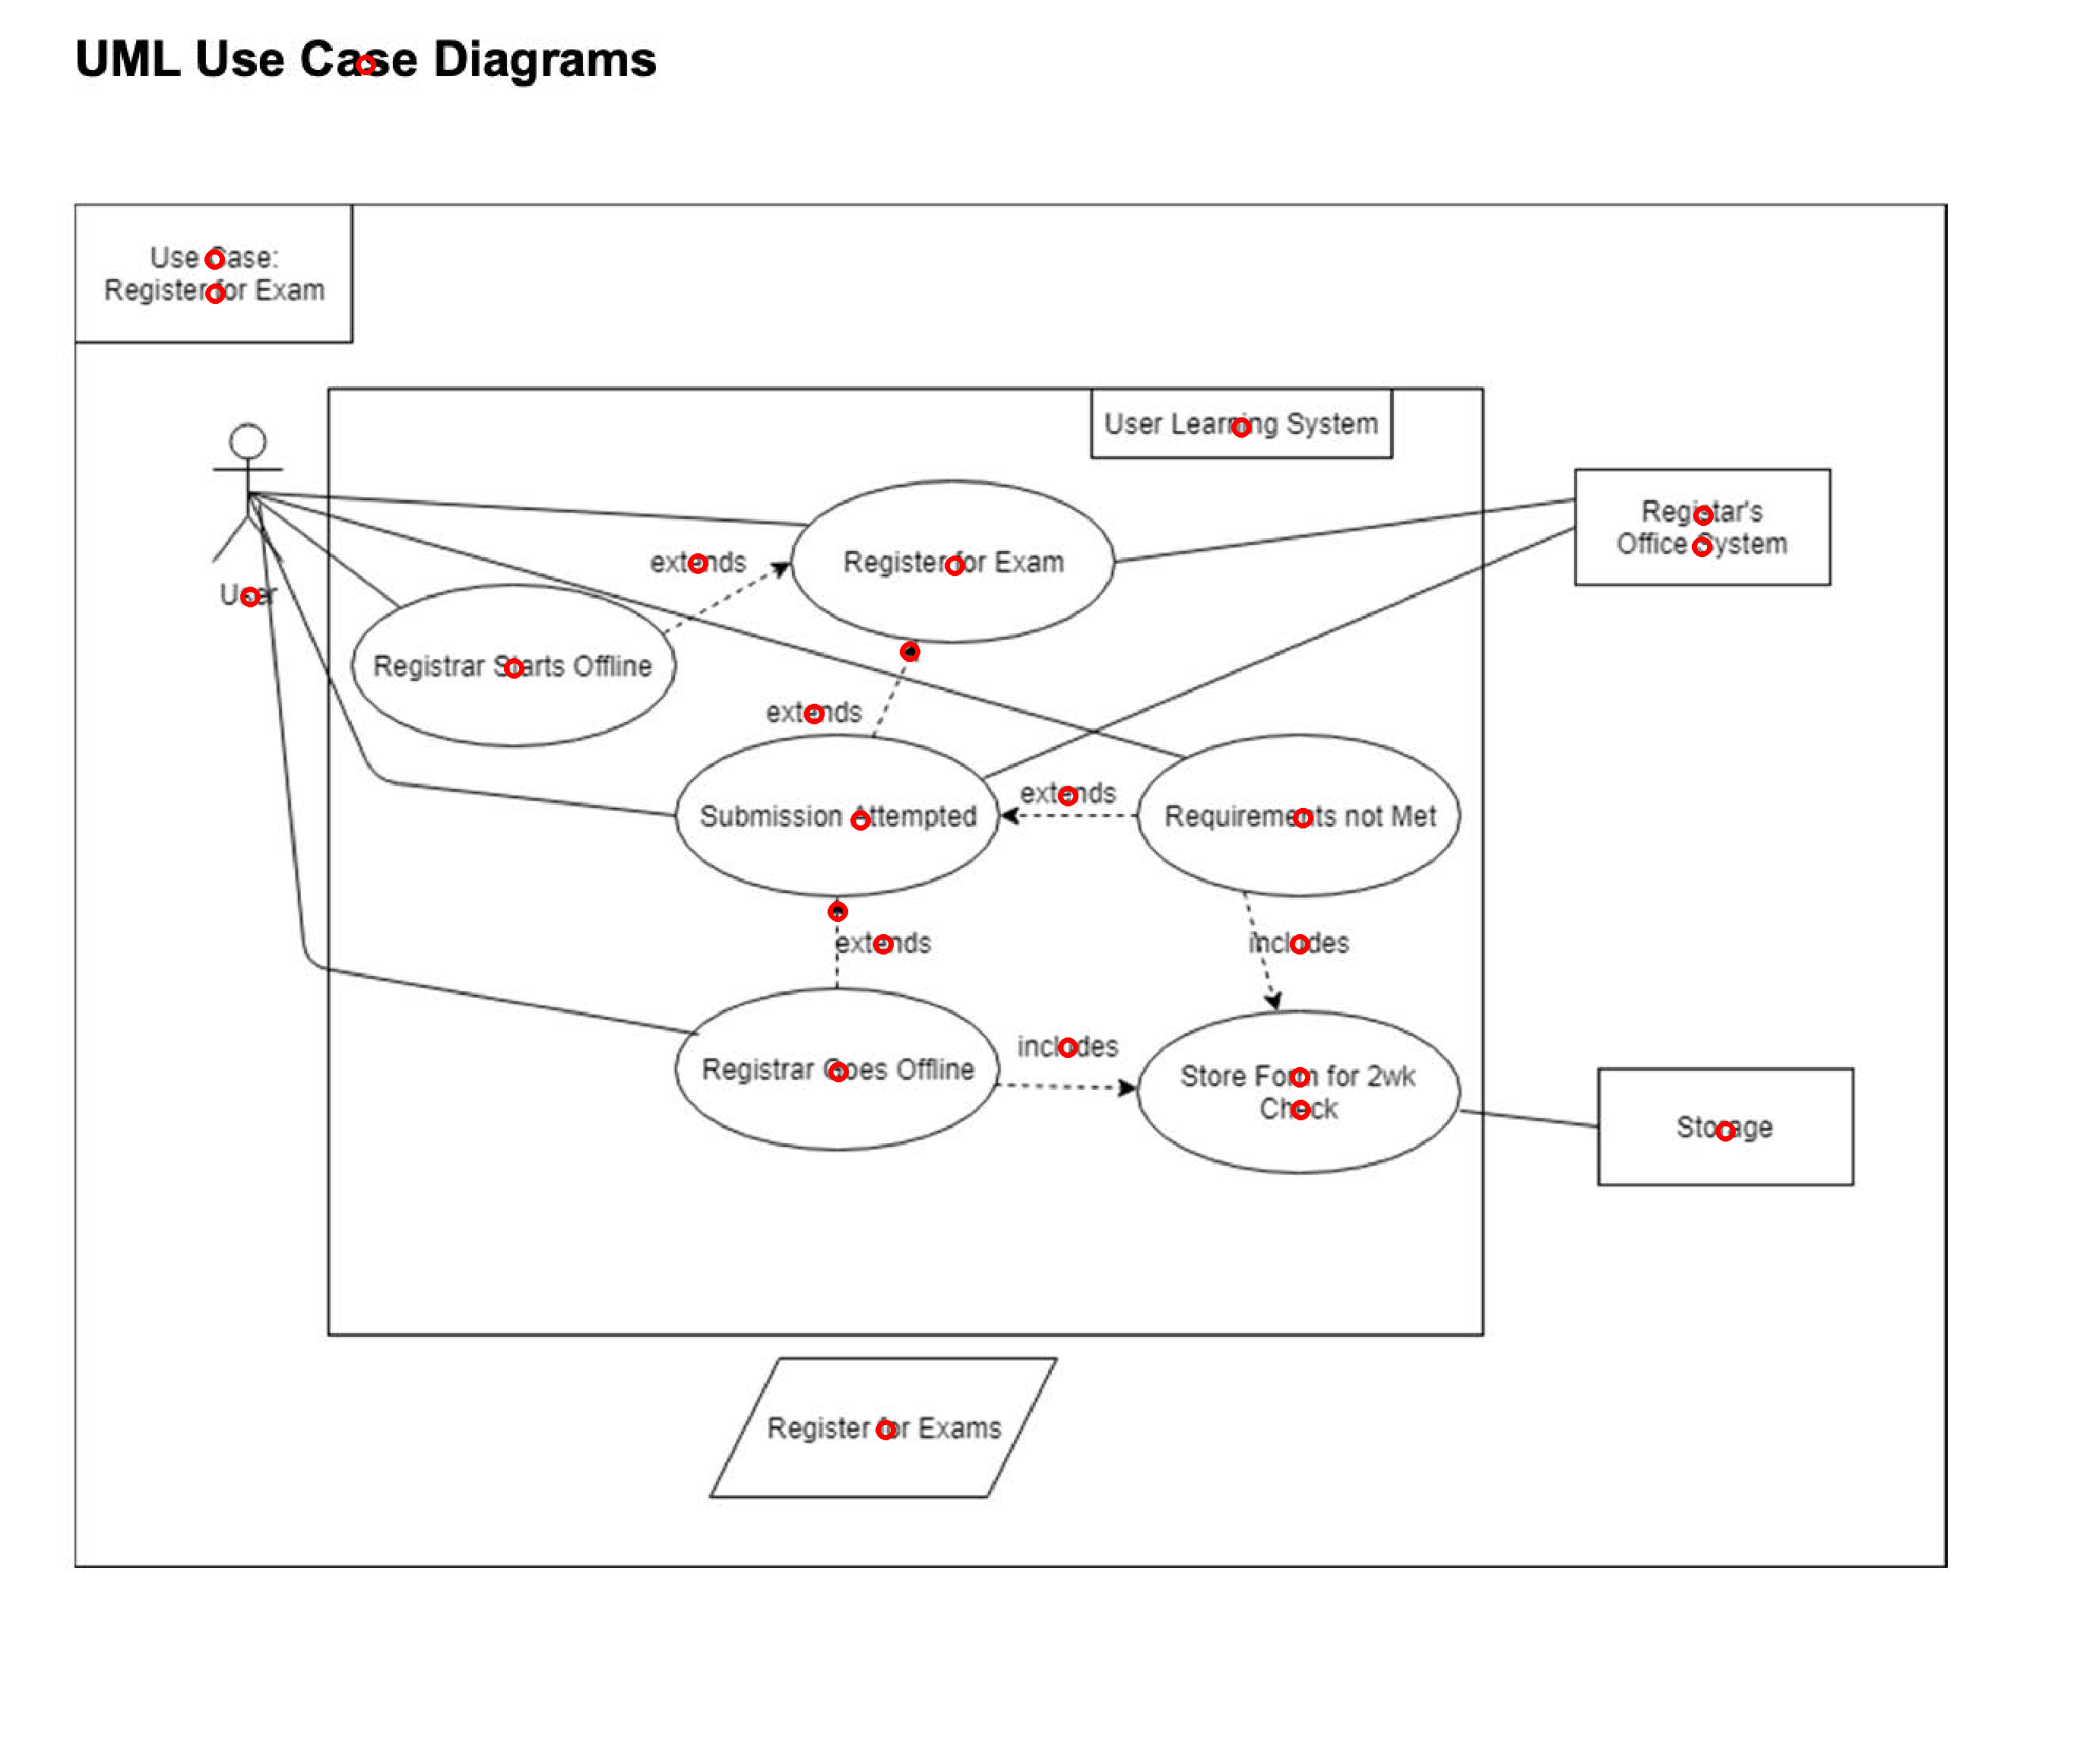 UML Use Case Diagrams
Use Case:
Register for Exam
User Learning System
Registar's
Office System
extends
Register for Exam
User
Registrar Starts Offline
extends
extends
Submission Attempted
Requirements not Met
extends
includes
includes
Registrar Goes Offline
Store Form for 2wk
Check
Storage
Register for Exams